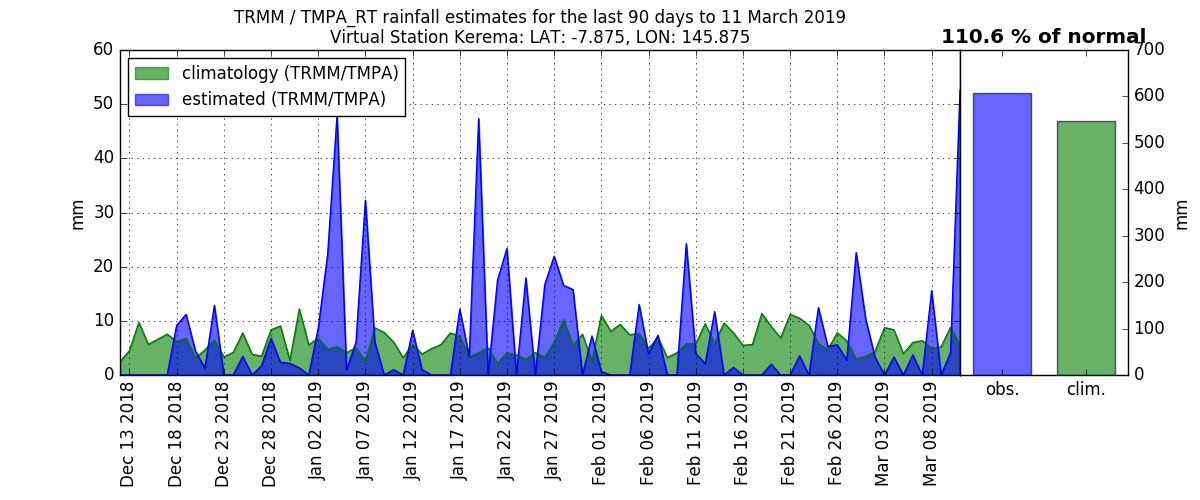 TRMM / TMPA_RT rainfall estimates for the last 90 days to 11 March 2019
Virtual Station Kerema: LAT: -7.875, LON: 145.875
110.6 % of normal
climatology (TRMM/TMPA)
estimated (TRMM/TMPA)
60
50
40
30
20
10
0
mm
Dec 13 2018
Dec 18 2018
Dec 23 2018
Dec 28 2018
Jan 02 2019
Jan 07 2019
Jan 12 2019
Jan 17 2019
Jan 22 2019
Jan 27 2019
Feb 01 2019
Feb 06 2019
Feb 11 2019
Feb 16 2019
Feb 21 2019
Feb 26 2019
Mar 03 2019
Mar 08 2019
obs.
clim.
700
600
500
400
300
200
100
0
mm